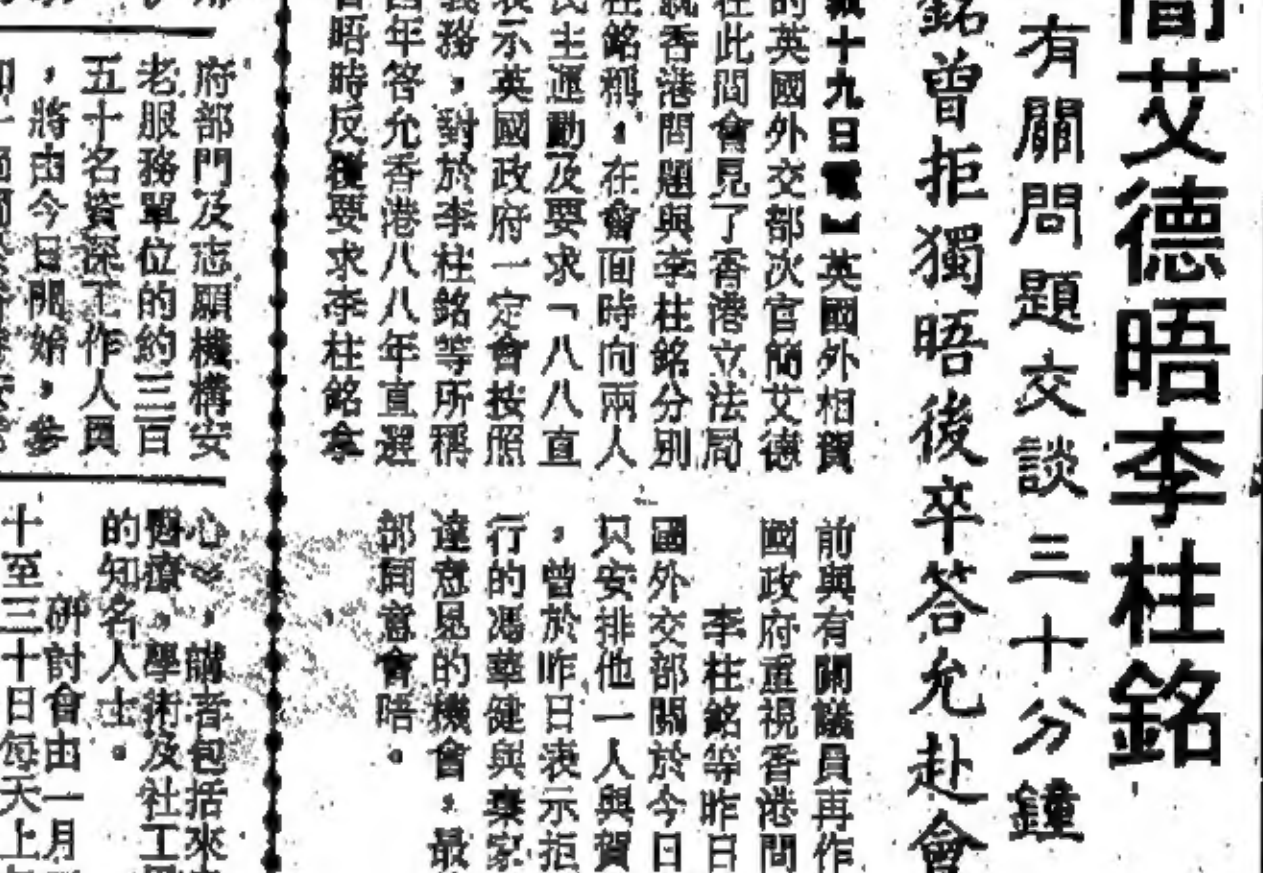 簡艾德晤李柱銘
有關問題交談三十分鐘
銘曾拒獨晤後卒答允赴會
十九日電】英國外相賀
的英國外交部次官簡艾德
在此間會見了香港立法局
就香港問題與李柱銘分別
柱銘稱，在會面時向兩人
民主運動及要求「八八直
表示英國政府一定會按照
義務，對於李柱銘等所稱
四年答允香港八八年直選
晤時反覆要求李柱銘拿
前與有關議員再作
國政府重視香港問
李柱銘等昨日
國外交部關於今日
只安排他一人與賀
，曾於昨日表示拒
行的馮華健與葉家
達意見的機會，最
部同意會晤。
府部門及志願機構安
老服務單位的約三百
五十名資深工作人員
，將由今日開始，參
心」，講者包括來
醫療、學術及社工
的知名人士。
研討會由一月
十至三十日每天上